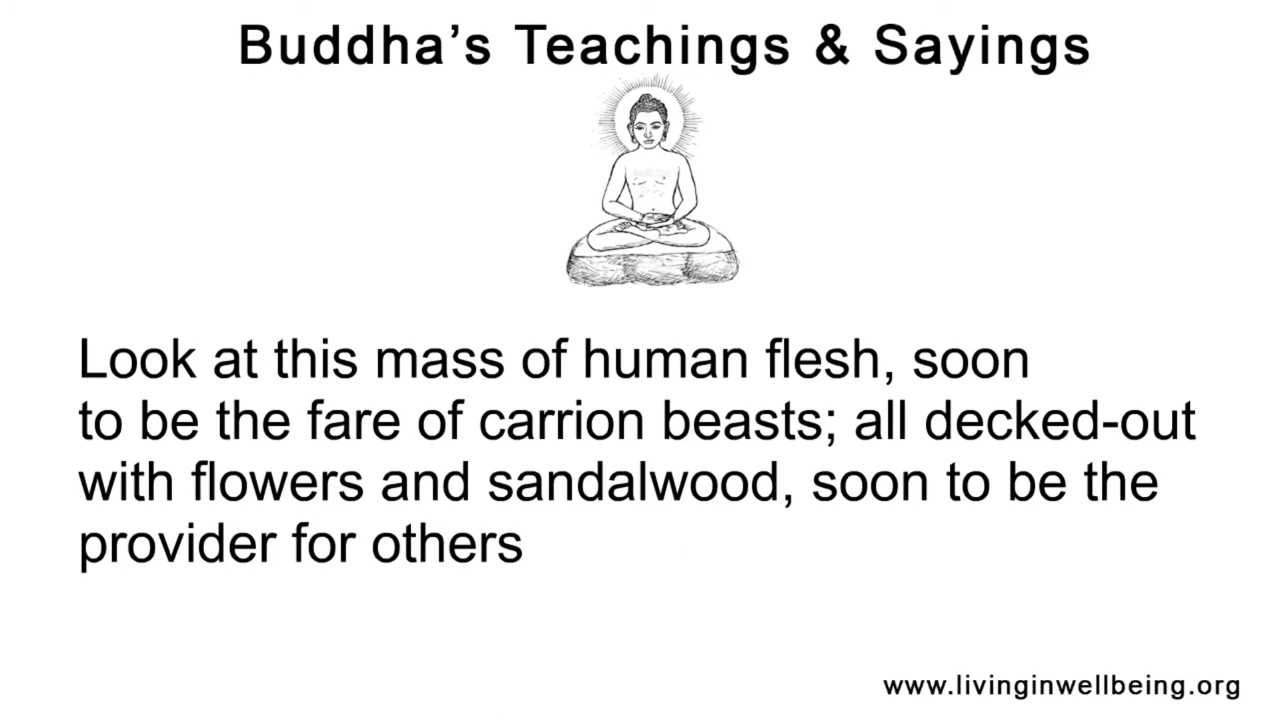 Buddha’s Teachings & Sayings
Look at this mass of human flesh, soon
to be the fare of carrion beasts; all decked-out
with flowers and sandalwood, soon to be the
provider for others
www.livinginwellbeing.org